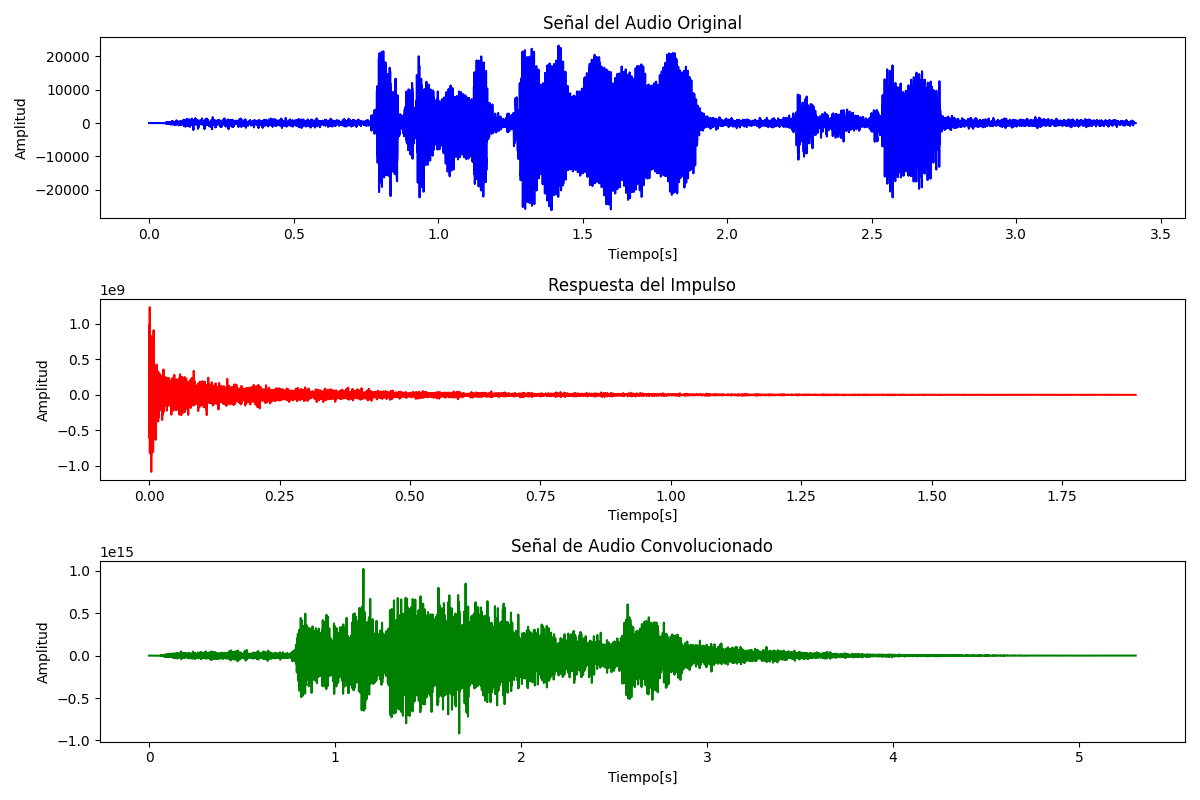 Señal del Audio Original
20000
10000
0
−10000
−20000
Amplitud
0.0 0.5 1.0 1.5 2.0 2.5 3.0 3.5
Tiempo[s]
Respuesta del Impulso
1e9
1.0
0.5
0.0
−0.5
−1.0
Amplitud
0.00 0.25 0.50 0.75 1.00 1.25 1.50 1.75
Tiempo[s]
Señal de Audio Convolucionado
1e15
1.0
0.5
0.0
−0.5
−1.0
Amplitud
0 1 2 3 4 5
Tiempo[s]